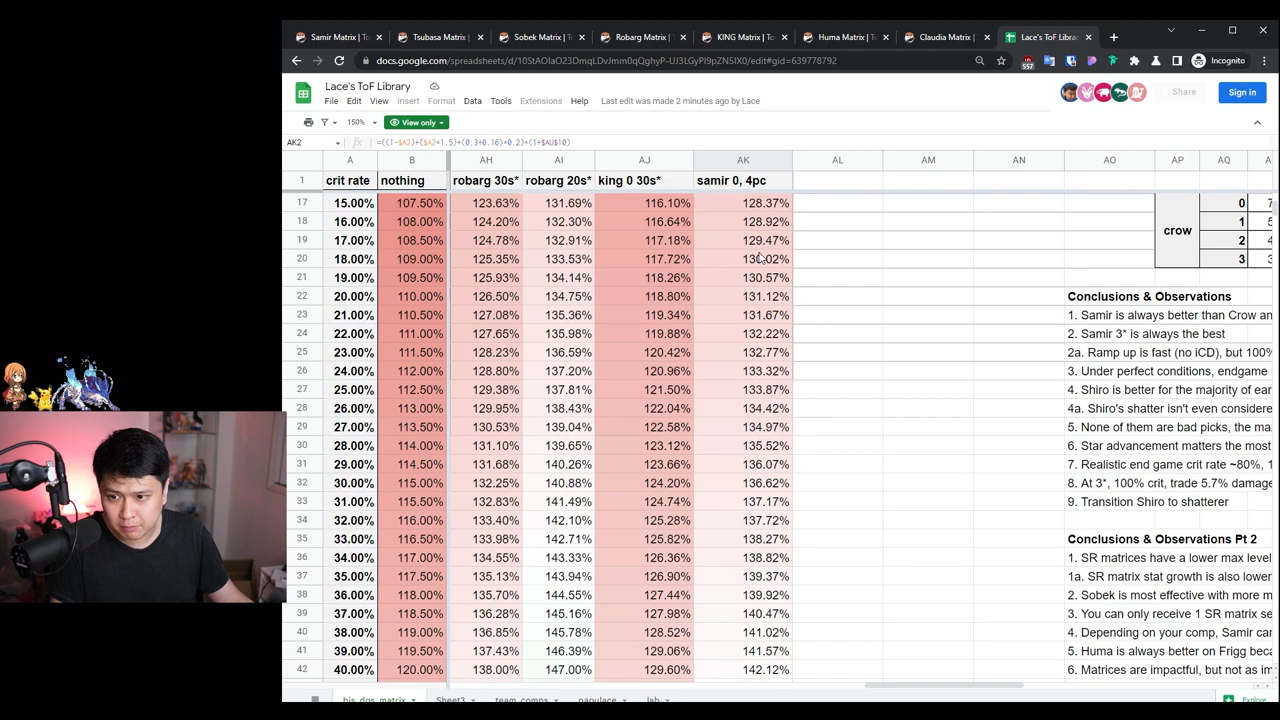 Samir Matrix | To
Tsubasa Matrix |
Sobek Matrix | To
Robarg Matrix | T
KING Matrix | To
Huma Matrix | To
Claudia Matrix |
Lace's ToF Librar
docs.google.com/spreadsheets/d/
/edit#gid=639778792
557
Incognito
Lace's ToF Library
File Edit View Insert Format Data Tools Extensions Help Last edit was made 2 minutes ago by Lace
Share
Sign in
150% View only
AK2 fx =((1-$A2)+($A2*1.5)+(0.3+0.16)*0.2)*(1+$AU$10)
A B AH AI AJ AK AL AM AN AO AP AQ
1 crit rate nothing robarg 30s* robarg 20s* king 0 30s* samir 0, 4pc
17 15.00% 107.50% 123.63% 131.69% 116.10% 128.37% 0 7
18 16.00% 108.00% 124.20% 132.30% 116.64% 128.92% crow 1 5
19 17.00% 108.50% 124.78% 132.91% 117.18% 129.47% 2 4
20 18.00% 109.00% 125.35% 133.53% 117.72% 130.02% 3 3
21 19.00% 109.50% 125.93% 134.14% 118.26% 130.57%
22 20.00% 110.00% 126.50% 134.75% 118.80% 131.12% Conclusions & Observations
23 21.00% 110.50% 127.08% 135.36% 119.34% 131.67% 1. Samir is always better than Crow an
24 22.00% 111.00% 127.65% 135.98% 119.88% 132.22% 2. Samir 3* is always the best
25 23.00% 111.50% 128.23% 136.59% 120.42% 132.77% 2a. Ramp up is fast (no iCD), but 100%
26 24.00% 112.00% 128.80% 137.20% 120.96% 133.32% 3. Under perfect conditions, endgame
27 25.00% 112.50% 129.38% 137.81% 121.50% 133.87% 4. Shiro is better for the majority of ear
28 26.00% 113.00% 129.95% 138.43% 122.04% 134.42% 4a. Shiro's shatter isn't even considere
29 27.00% 113.50% 130.53% 139.04% 122.58% 134.97% 5. None of them are bad picks, the ma
30 28.00% 114.00% 131.10% 139.65% 123.12% 135.52% 6. Star advancement matters the most
31 29.00% 114.50% 131.68% 140.26% 123.66% 136.07% 7. Realistic end game crit rate ~80%, 1
32 30.00% 115.00% 132.25% 140.88% 124.20% 136.62% 8. At 3*, 100% crit, trade 5.7% damage
33 31.00% 115.50% 132.83% 141.49% 124.74% 137.17% 9. Transition Shiro to shatterer
34 32.00% 116.00% 133.40% 142.10% 125.28% 137.72%
35 33.00% 116.50% 133.98% 142.71% 125.82% 138.27% Conclusions & Observations Pt 2
36 34.00% 117.00% 134.55% 143.33% 126.36% 138.82% 1. SR matrices have a lower max level
37 35.00% 117.50% 135.13% 143.94% 126.90% 139.37% 1a. SR matrix stat growth is also lower
38 36.00% 118.00% 135.70% 144.55% 127.44% 139.92% 2. Sobek is most effective with more m
39 37.00% 118.50% 136.28% 145.16% 127.98% 140.47% 3. You can only receive 1 SR matrix se
40 38.00% 119.00% 136.85% 145.78% 128.52% 141.02% 4. Depending on your comp, Samir car
41 39.00% 119.50% 137.43% 146.39% 129.06% 141.57% 5. Huma is always better on Frigg beca
42 40.00% 120.00% 138.00% 147.00% 129.60% 142.12% 6. Matrices are impactful, but not as im
bis_dps_matrix Sheet3 team_comps populace lab Explore